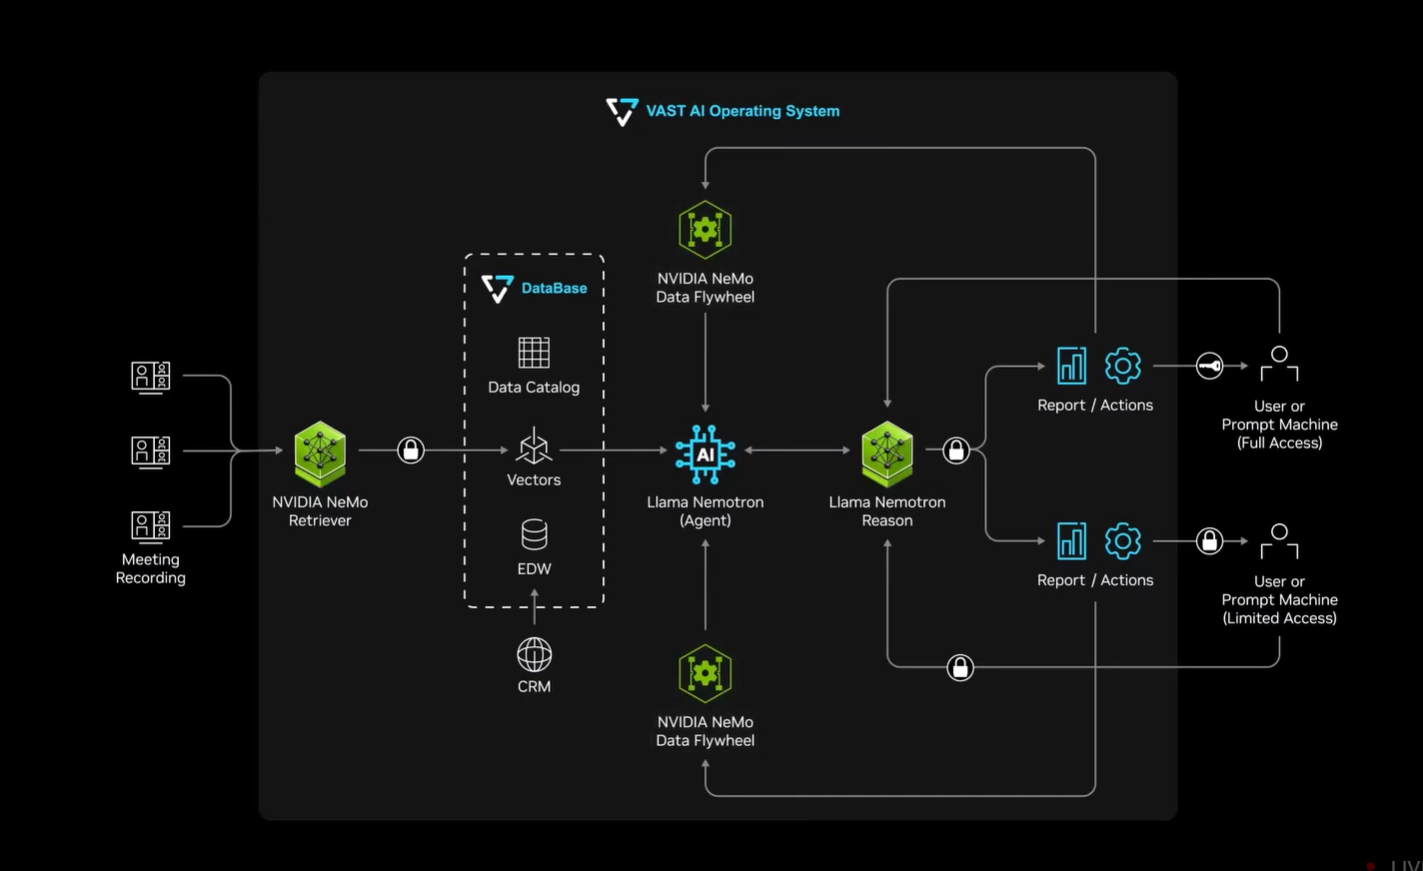 VAST AI Operating System
NVIDIA NeMo
Data Flywheel
DataBase
Data Catalog
Vectors
EDW
CRM
Meeting
Recording
NVIDIA NeMo
Retriever
AI
Llama Nemotron
(Agent)
Llama Nemotron
Reason
Report / Actions
User or
Prompt Machine
(Full Access)
Report / Actions
User or
Prompt Machine
(Limited Access)
NVIDIA NeMo
Data Flywheel